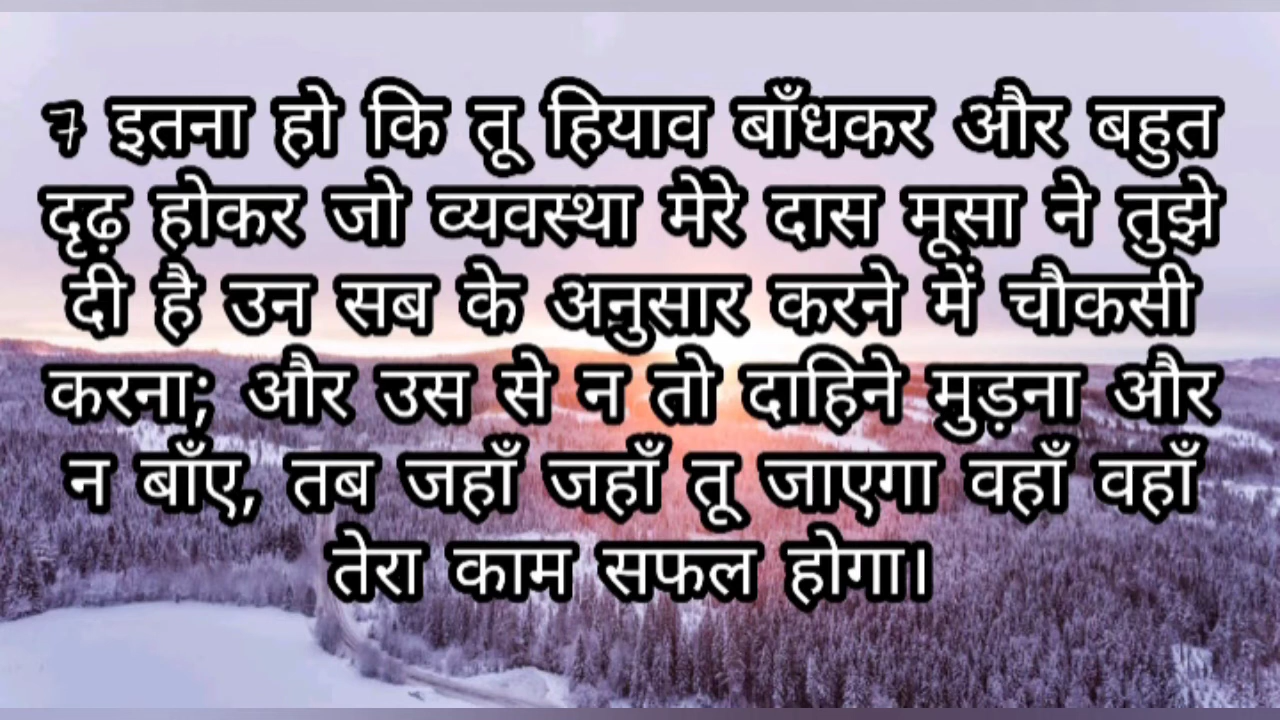 7 इतना हो कि तू हियाव बाँधकर और बहुत
दृढ़ होकर जो व्यवस्था मेरे दास मूसा ने तुझे
दी है उन सब के अनुसार करने में चौकसी
करना; और उस से न तो दाहिने मुड़ना और
न बाँए, तब जहाँ जहाँ तू जाएगा वहाँ वहाँ
तेरा काम सफल होगा।